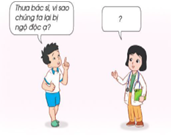 Thưa bác sĩ, vì sao
chúng ta lại bị
ngộ độc ạ?
?